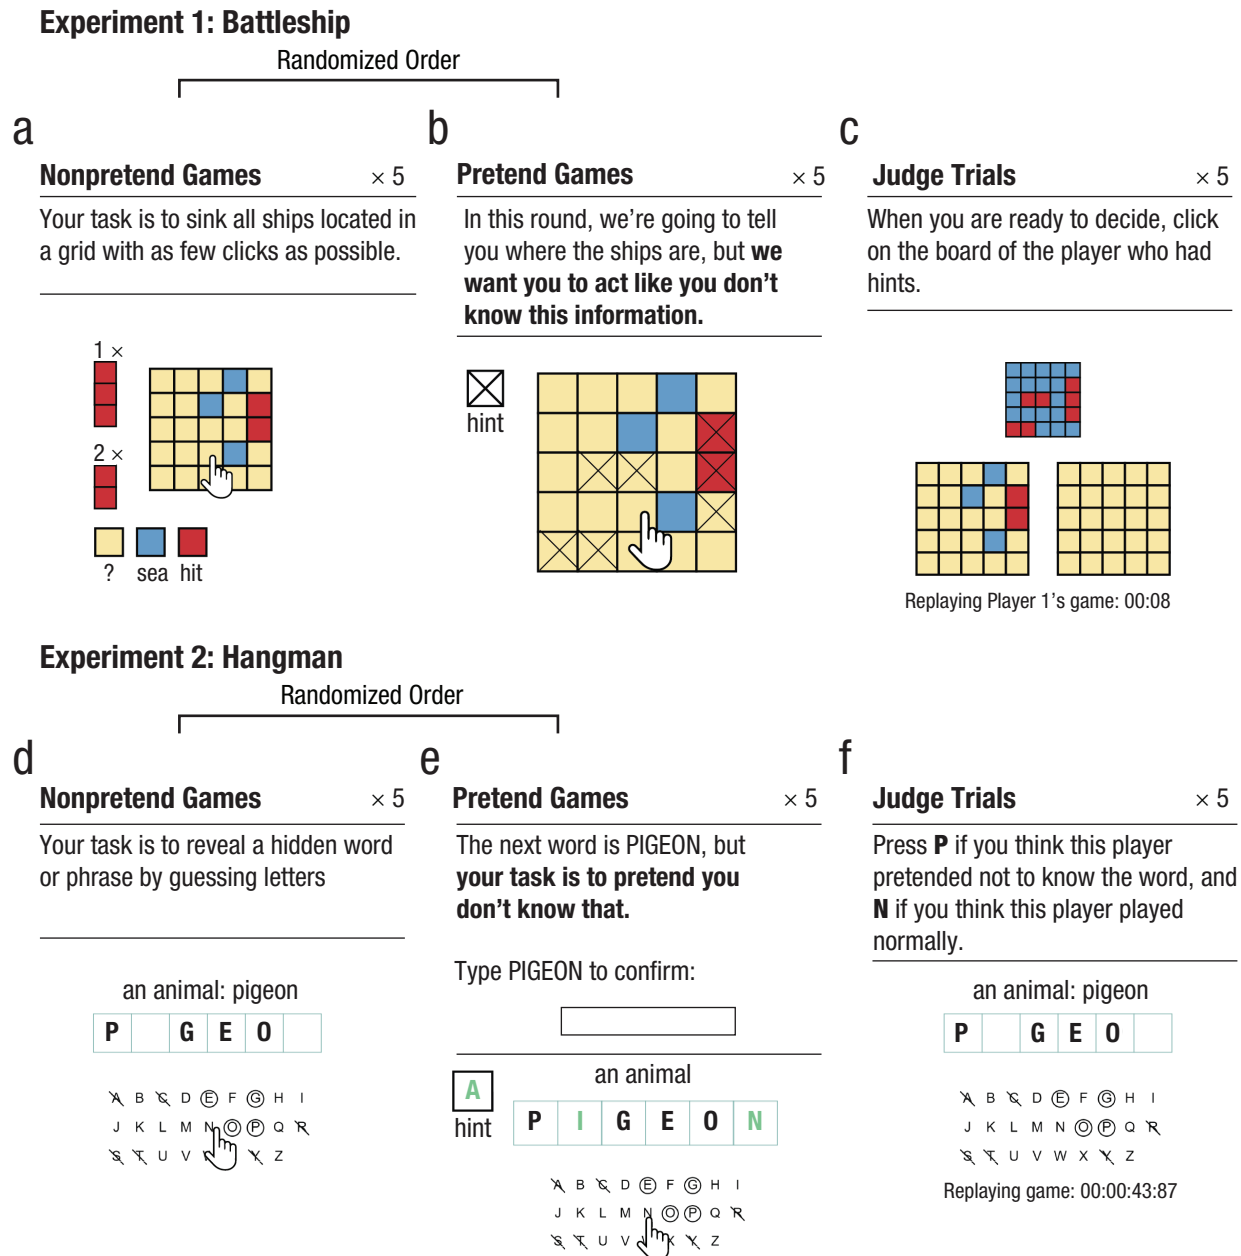 Experiment 1: Battleship
Randomized Order
a
Nonpretend Games × 5
Your task is to sink all ships located in
a grid with as few clicks as possible.
1 ×
2 ×
? sea hit
b
Pretend Games × 5
In this round, we're going to tell
you where the ships are, but we
want you to act like you don't
know this information.
hint
c
Judge Trials × 5
When you are ready to decide, click
on the board of the player who had
hints.
Replaying Player 1's game: 00:08
Experiment 2: Hangman
Randomized Order
d
Nonpretend Games × 5
Your task is to reveal a hidden word
or phrase by guessing letters
an animal: pigeon
P G E O
A B C D E F G H I
J K L M N O P Q R
S T U V Y Z
e
Pretend Games × 5
The next word is PIGEON, but
your task is to pretend you
don't know that.
Type PIGEON to confirm:
an animal
A
hint
P I G E O N
A B C D E F G H I
J K L M N O P Q R
S T U V X Y Z
f
Judge Trials × 5
Press P if you think this player
pretended not to know the word, and
N if you think this player played
normally.
an animal: pigeon
P G E O
A B C D E F G H I
J K L M N O P Q R
S T U V W X Y Z
Replaying game: 00:00:43:87